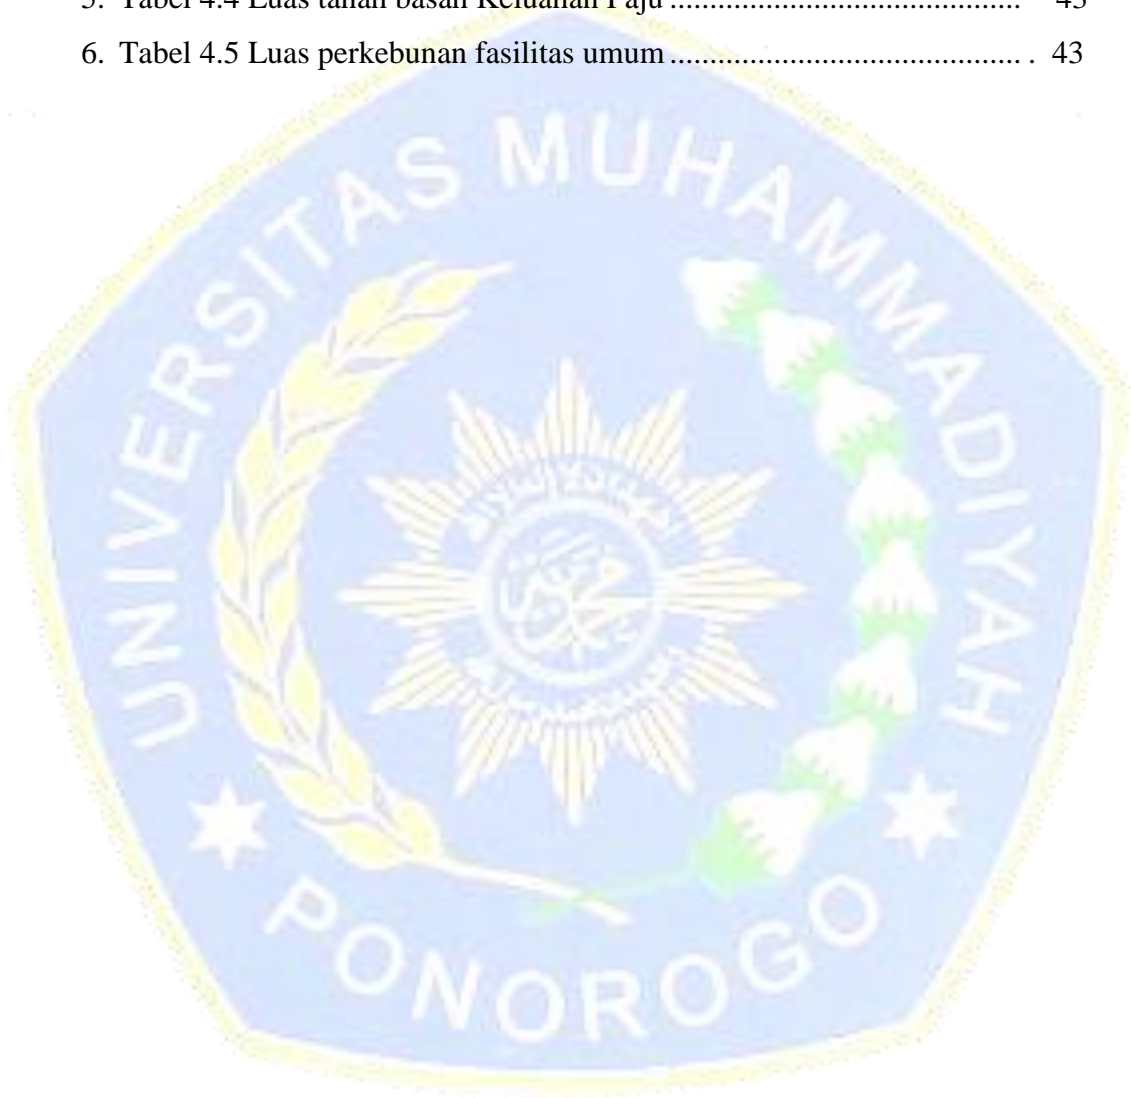 5. Tabel 4.4 Luas tanah basah Kelurahan Paju ........................................... 43
6. Tabel 4.5 Luas perkebunan fasilitas umum ........................................... . 43
UNIVERSITAS MUHAMMADIYAH
PONOROGO